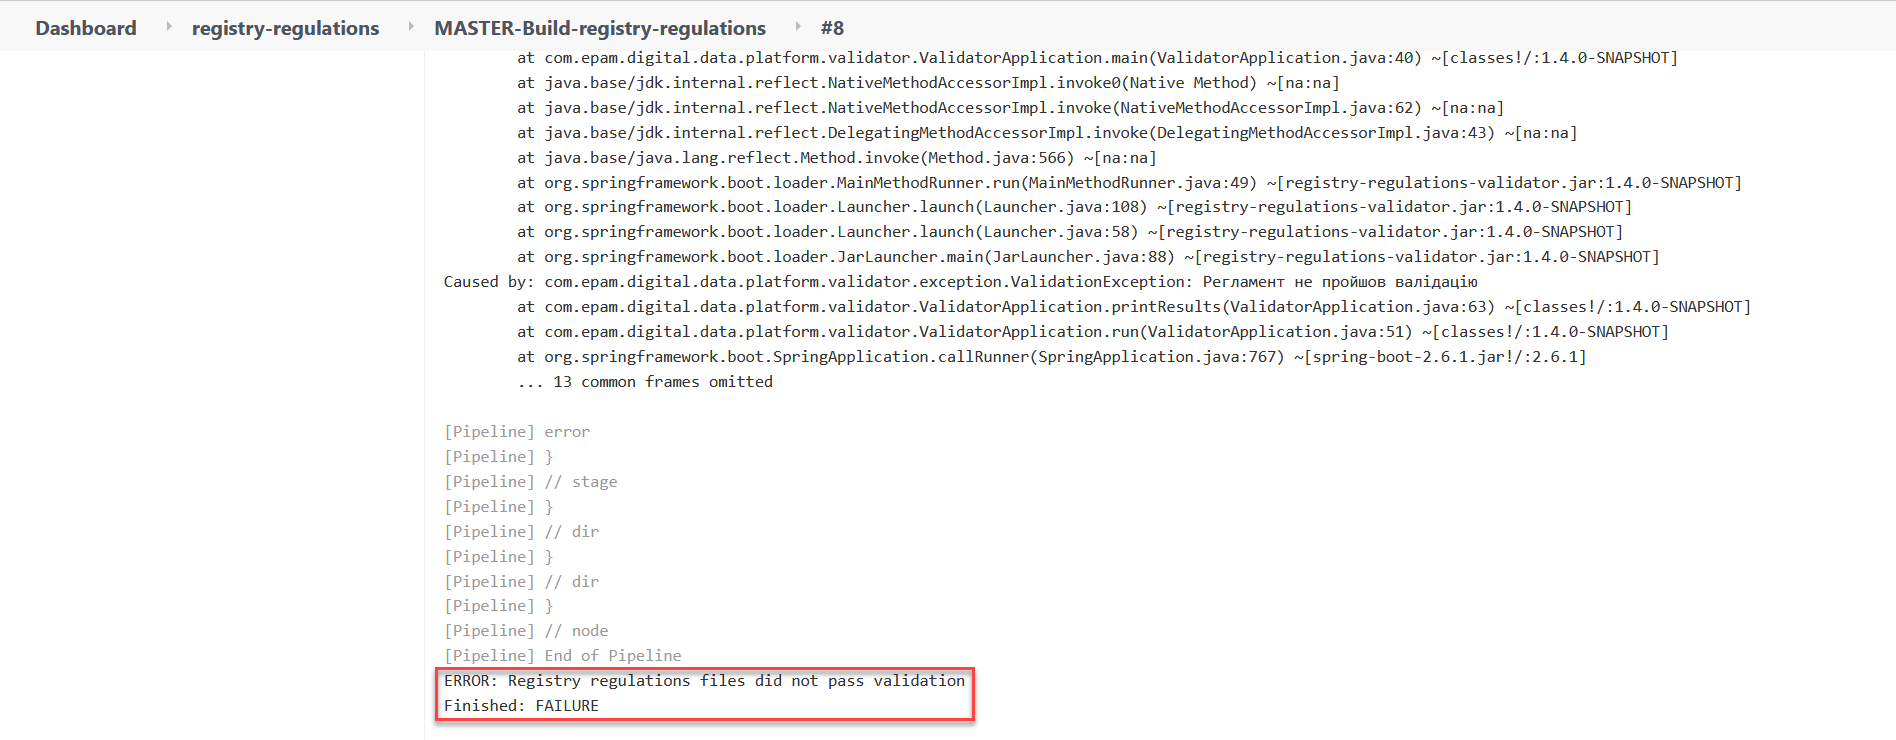 Dashboard registry-regulations MASTER-Build-registry-regulations #8
at com.epam.digital.data.platform.validator.ValidatorApplication.main(ValidatorApplication.java:40) ~[classes!/:1.4.0-SNAPSHOT]
at java.base/jdk.internal.reflect.NativeMethodAccessorImpl.invoke0(Native Method) ~[na:na]
at java.base/jdk.internal.reflect.NativeMethodAccessorImpl.invoke(NativeMethodAccessorImpl.java:62) ~[na:na]
at java.base/jdk.internal.reflect.DelegatingMethodAccessorImpl.invoke(DelegatingMethodAccessorImpl.java:43) ~[na:na]
at java.base/java.lang.reflect.Method.invoke(Method.java:566) ~[na:na]
at org.springframework.boot.loader.MainMethodRunner.run(MainMethodRunner.java:49) ~[registry-regulations-validator.jar:1.4.0-SNAPSHOT]
at org.springframework.boot.loader.Launcher.launch(Launcher.java:108) ~[registry-regulations-validator.jar:1.4.0-SNAPSHOT]
at org.springframework.boot.loader.Launcher.launch(Launcher.java:58) ~[registry-regulations-validator.jar:1.4.0-SNAPSHOT]
at org.springframework.boot.loader.JarLauncher.main(JarLauncher.java:88) ~[registry-regulations-validator.jar:1.4.0-SNAPSHOT]
Caused by: com.epam.digital.data.platform.validator.exception.ValidationException: Регламент не пройшов валідацію
at com.epam.digital.data.platform.validator.ValidatorApplication.printResults(ValidatorApplication.java:63) ~[classes!/:1.4.0-SNAPSHOT]
at com.epam.digital.data.platform.validator.ValidatorApplication.run(ValidatorApplication.java:51) ~[classes!/:1.4.0-SNAPSHOT]
at org.springframework.boot.SpringApplication.callRunner(SpringApplication.java:767) ~[spring-boot-2.6.1.jar!/:2.6.1]
... 13 common frames omitted
[Pipeline] error
[Pipeline] }
[Pipeline] // stage
[Pipeline] }
[Pipeline] // dir
[Pipeline] }
[Pipeline] // dir
[Pipeline] }
[Pipeline] // node
[Pipeline] End of Pipeline
ERROR: Registry regulations files did not pass validation
Finished: FAILURE